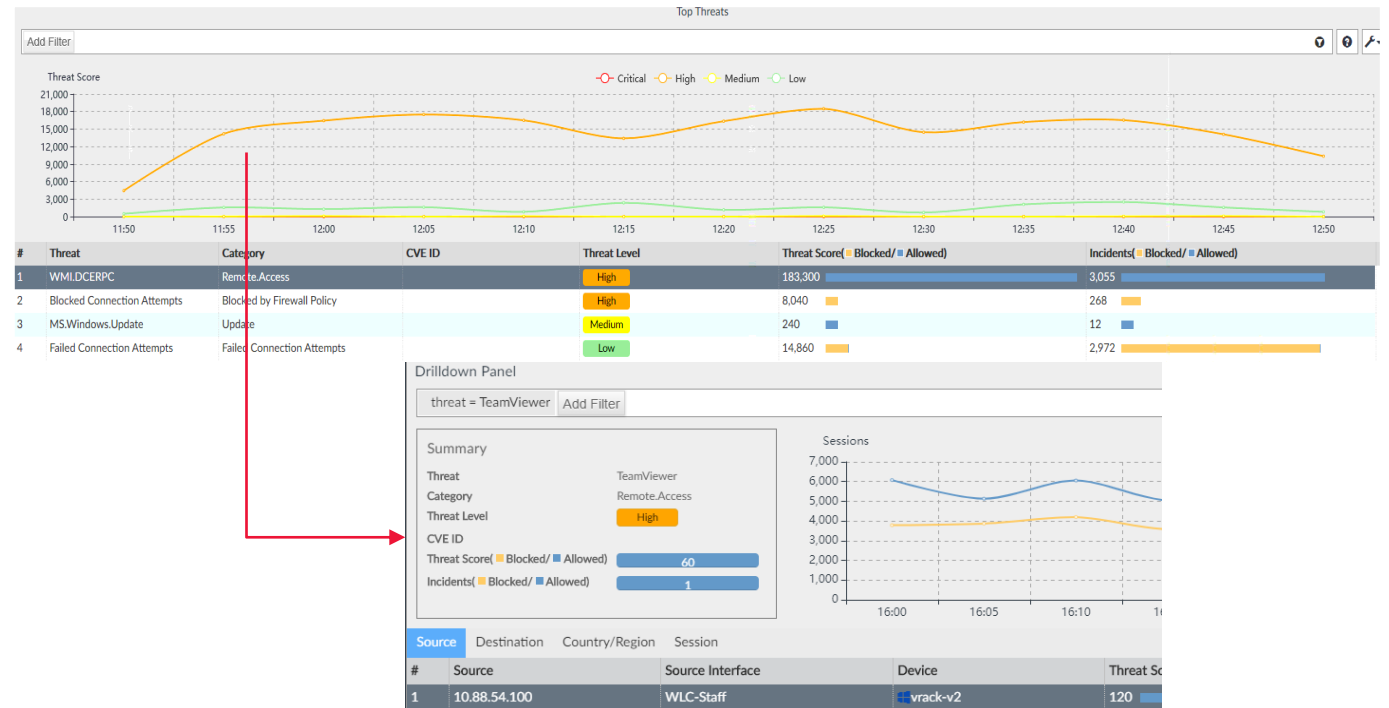 Top Threats
Add Filter
Threat Score
Critical High Medium Low
21,000
18,000
15,000
12,000
9,000
6,000
3,000
0
11:50 11:55 12:00 12:05 12:10 12:15 12:20 12:25 12:30 12:35 12:40 12:45 12:50
# Threat Category CVE ID Threat Level Threat Score( Blocked/ Allowed) Incidents( Blocked/ Allowed)
1 WMI.DCERPC Remote.Access High 183,300 3,055
2 Blocked Connection Attempts Blocked by Firewall Policy High 8,040 268
3 MS.Windows.Update Update Medium 240 12
4 Failed Connection Attempts Failed Connection Attempts Low 14,860 2,972
Drilldown Panel
threat = TeamViewer Add Filter
Summary
Threat TeamViewer
Category Remote.Access
Threat Level High
CVE ID
Threat Score( Blocked/ Allowed) 60
Incidents( Blocked/ Allowed) 1
Sessions
7,000
6,000
5,000
4,000
3,000
2,000
1,000
0
16:00 16:05 16:10 1
Source Destination Country/Region Session
# Source Source Interface Device Threat Sc
1 10.88.54.100 WLC-Staff vrack-v2 120